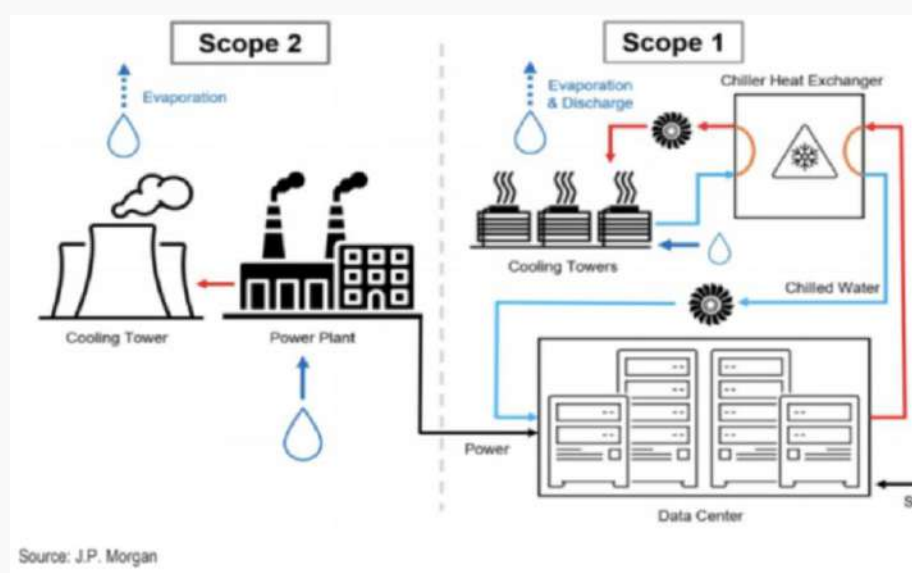 Scope 2
Scope 1
Evaporation
Evaporation
& Discharge
Chiller Heat Exchanger
Cooling Towers
Chilled Water
Cooling Tower
Power Plant
Power
Data Center
S
Source: J.P. Morgan